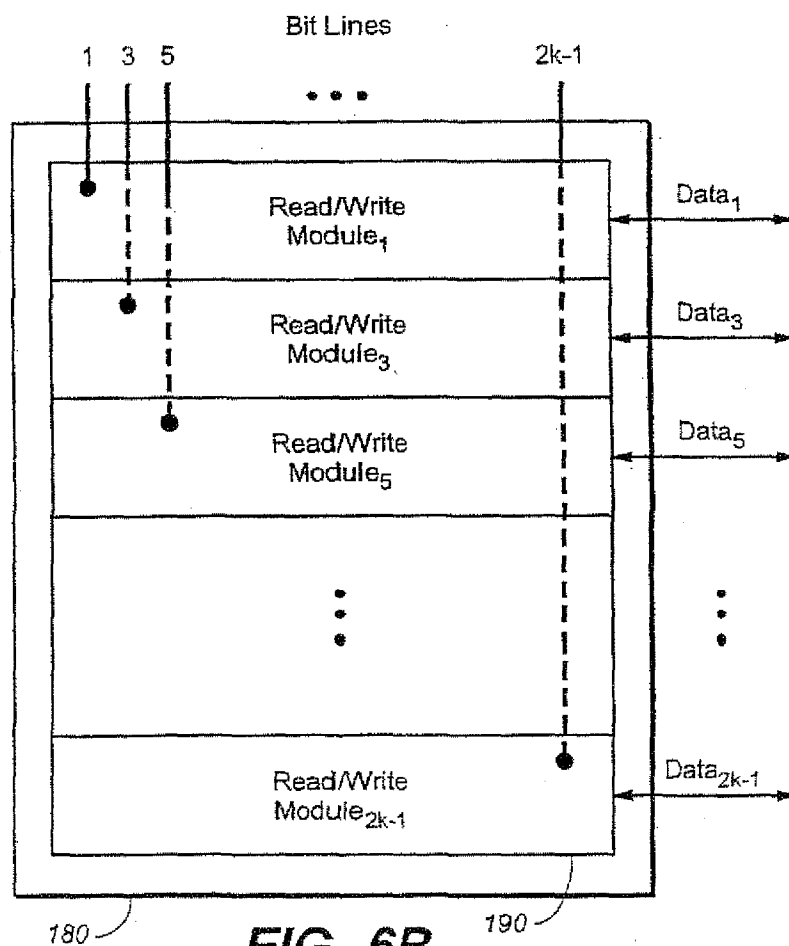 Bit Lines
1 3 5 2k-1
Read/Write
Module₁
Data₁
Read/Write
Module₃
Data₃
Read/Write
Module₅
Data₅
Read/Write
Module₂ₖ₋₁
Data₂ₖ₋₁
180
190
FIG. 6B